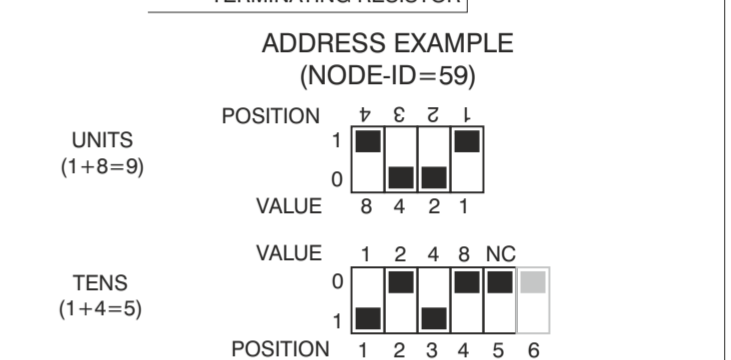 TERMINATING RESISTOR
ADDRESS EXAMPLE
(NODE-ID=59)
POSITION 4 3 2 1
UNITS
(1+8=9)
1
0
VALUE 8 4 2 1
VALUE 1 2 4 8 NC
TENS
(1+4=5)
0
1
POSITION 1 2 3 4 5 6